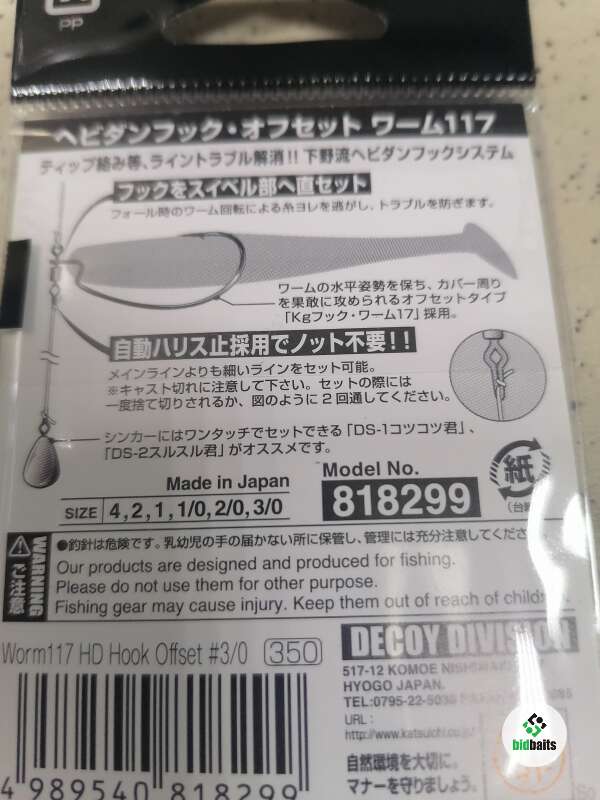 PP
ヘビダンフック・オフセット ワーム117
ティップ絡み等、ライントラブル解消!! 下野流ヘビダンフックシステム
フックをスイベル部へ直セット
フォール時のワーム回転による糸ヨレを逃がし、トラブルを防ぎます。
ワームの水平姿勢を保ち、カバー周り
を果敢に攻められるオフセットタイプ
「Kgフック・ワーム17」採用。
自動ハリス止採用でノット不要!!
メインラインよりも細いラインをセット可能。
※キャスト切れに注意して下さい。セットの際には
一度捨て切りされるか、図のように2回通してください。
シンカーにはワンタッチでセットできる「DS-1コツコツ君」、
「DS-2スルスル君」がオススメです。
Made in Japan
SIZE 4,2,1,1/0,2/0,3/0
Model No.
818299
紙
WARNING
ご注意
●釣針は危険です。乳幼児の手の届かない所に保管し、管理には充分注意してくださ
Our products are designed and produced for fishing.
Please do not use them for other purpose.
Fishing gear may cause injury. Keep them out of reach of
Worm117 HD Hook Offset #3/0 350
4 989540 818299
DECOY DIVISION
517-12 KOMOE
HYOGO JAPAN.
TEL:0795-22-5030
URL :
http://www.katsuichi.co.jp/
自然環境を大切に。
マナーを守りましょう。
bidbaits